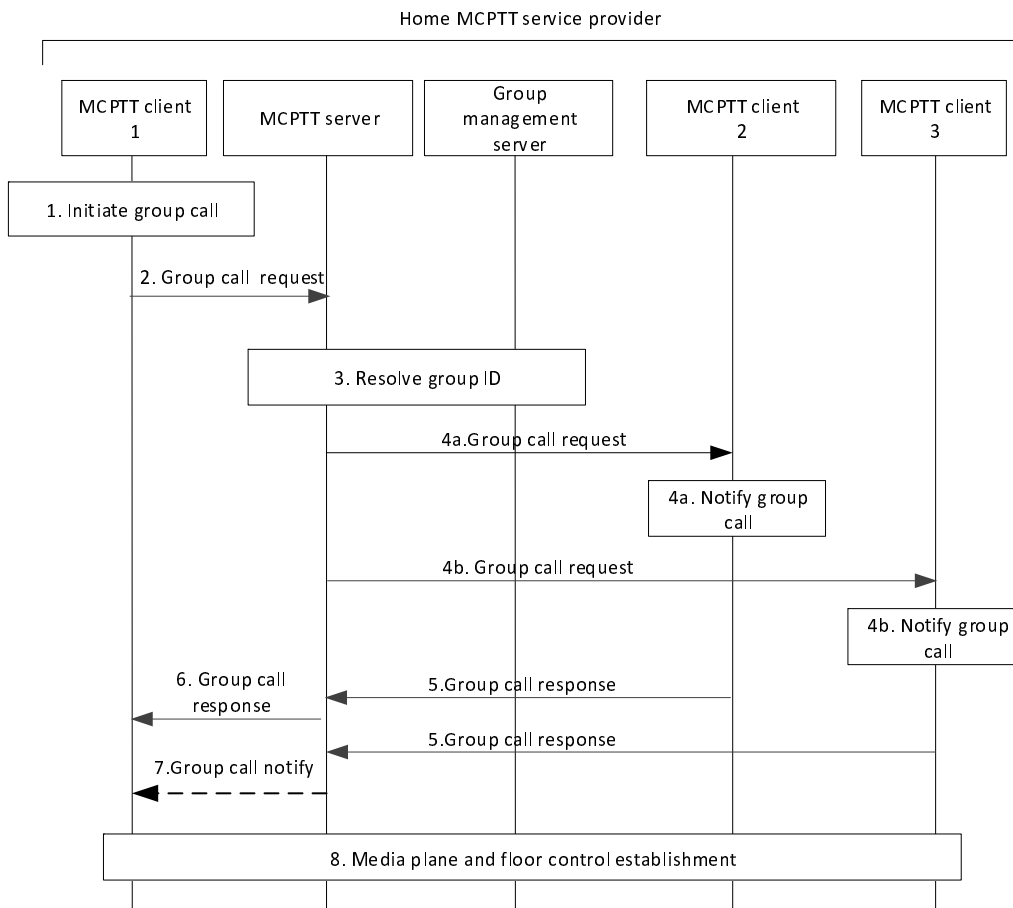 Home MCPTT service provider
MCPTT client
1
MCPTT server
Group
management
server
MCPTT client
2
MCPTT client
3
1. Initiate group call
2. Group call  request
3. Resolve group ID
4a.Group call request
4a. Notify group
call
4b. Group call request
4b. Notify group
call
6. Group call
response
5.Group call response
5.Group call response
7.Group call notify
8. Media plane and floor control establishment